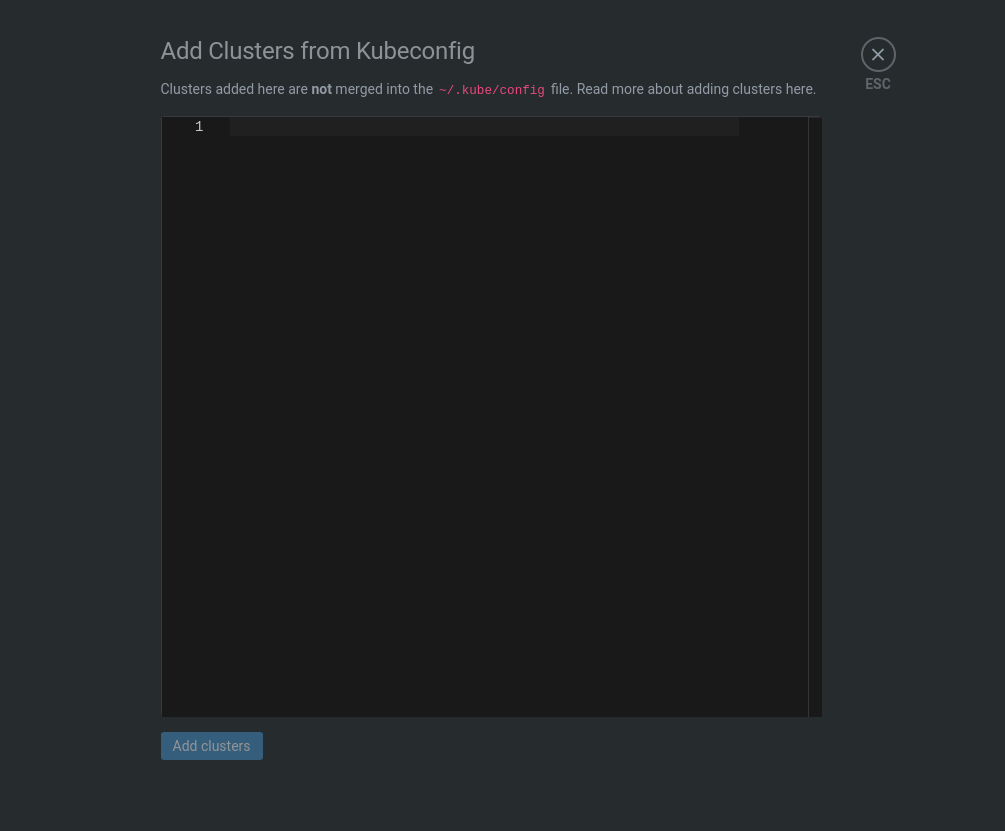 Add Clusters from Kubeconfig
ESC
Clusters added here are not merged into the ~/.kube/config file. Read more about adding clusters here.
1
Add clusters